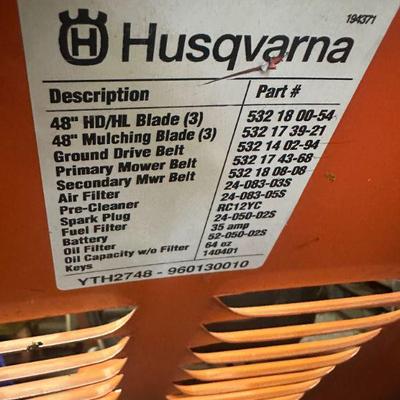 194371
H Husqvarna
Description Part #
48" HD/HL Blade (3) 532 18 00-54
48" Mulching Blade (3) 532 17 39-21
Ground Drive Belt 532 14 02-94
Primary Mower Belt 532 17 43-68
Secondary Mwr Belt 532 18 08-08
Air Filter 24-083-03S
Pre-Cleaner 24-083-05S
Spark Plug RC12YC
Fuel Filter 24-050-02S
Battery 35 amp
Oil Filter 52-050-02S
Oil Capacity w/o Filter 64 oz
Keys 140401
YTH2748 - 960130010